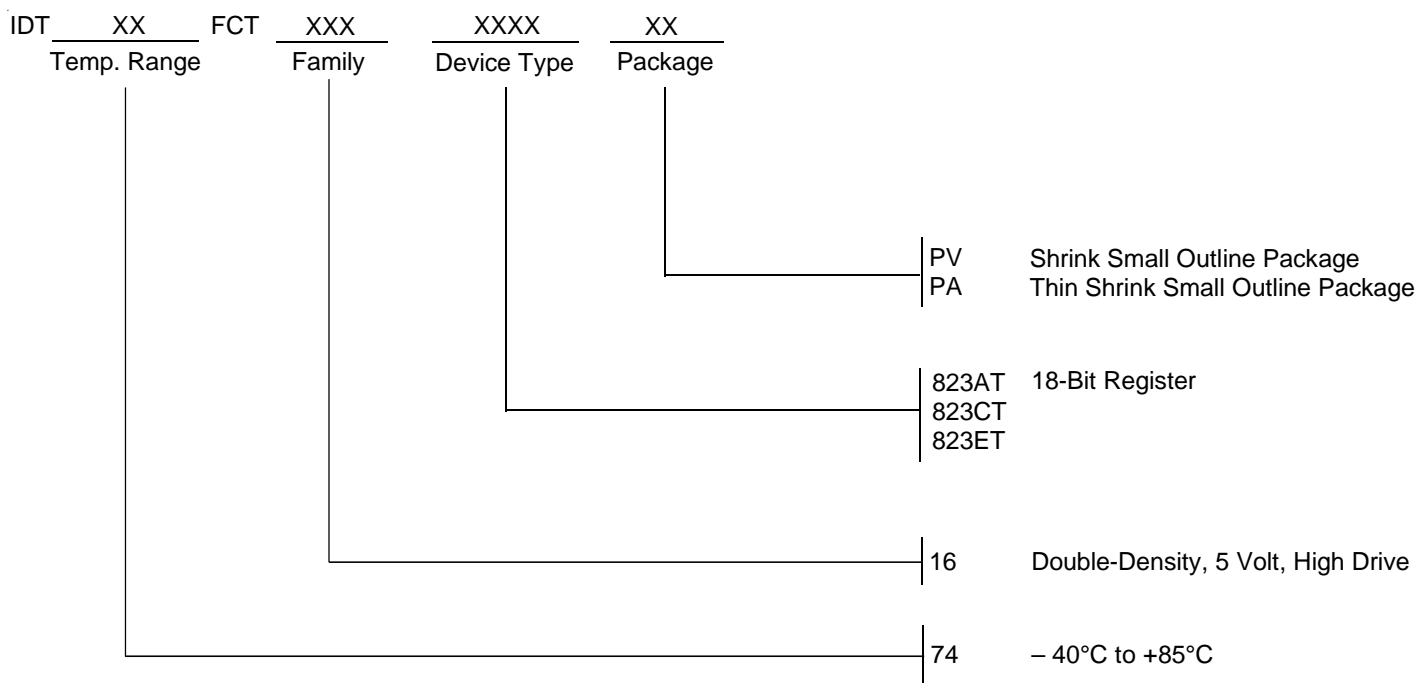 IDT XX FCT XXX XXXX XX
Temp. Range Family Device Type Package
PV Shrink Small Outline Package
PA Thin Shrink Small Outline Package
823AT 18-Bit Register
823CT
823ET
16 Double-Density, 5 Volt, High Drive
74 – 40°C to +85°C